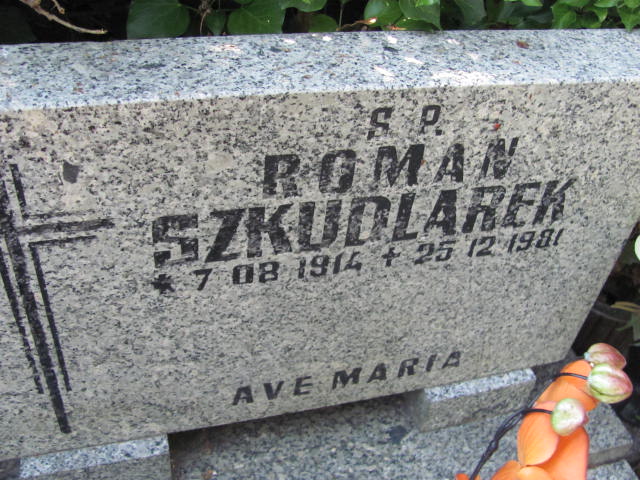 Ś. P.
ROMAN
SZKUDLAREK
* 7 08 1914 + 25 12 1981
AVE MARIA